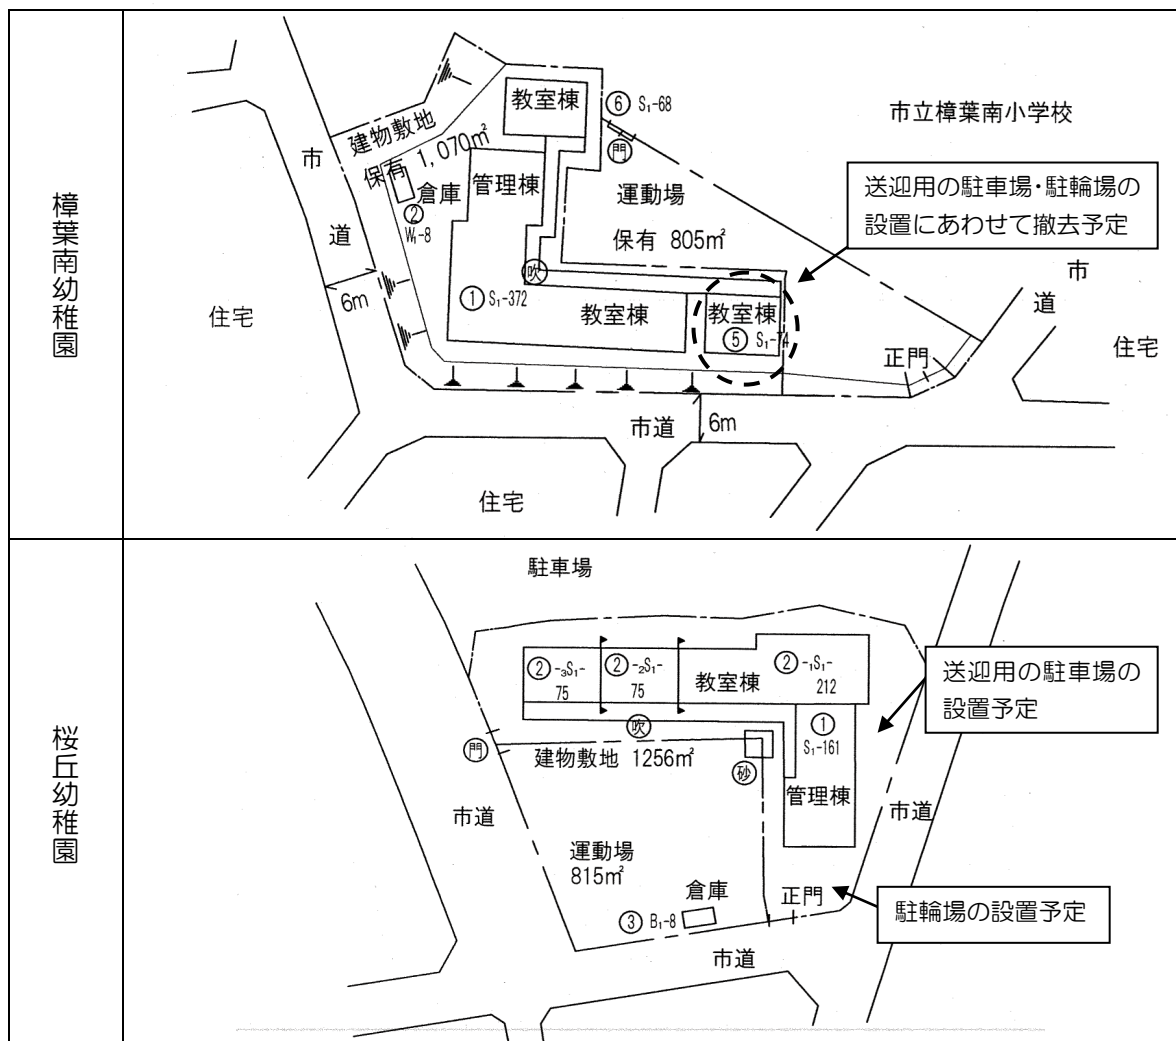 樟葉南幼稚園
教室棟
⑥ S₁-68
市立樟葉南小学校
門
建物敷地
保有 1,070㎡
市
道
倉庫
管理棟
②
W₁-8
運動場
保有 805㎡
送迎用の駐車場・駐輪場の
設置にあわせて撤去予定
市
道
6m
吹
住宅
① S₁-372
教室棟
教室棟
⑤ S₁-74
正門
住宅
市道
6m
住宅
桜丘幼稚園
駐車場
②-₃S₁-
75
②-₂S₁-
75
教室棟
②-₁S₁-
212
送迎用の駐車場の
設置予定
①
S₁-161
吹
門
建物敷地 1256㎡
砂
管理棟
市道
市道
運動場
815㎡
倉庫
正門
③ B₁-8
駐輪場の設置予定
市道